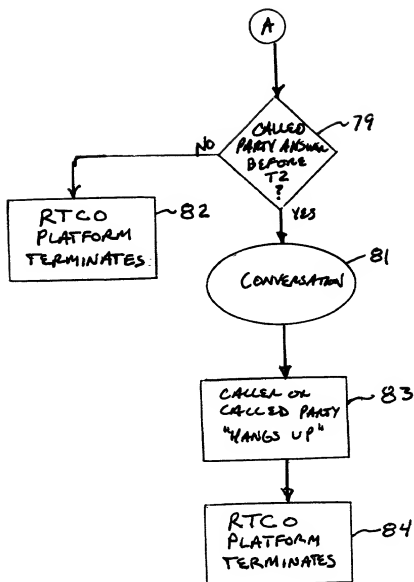 A
CALLED
PARTY ANSWER
BEFORE
T2
?
79
NO
YES
RTCO
PLATFORM
TERMINATES
82
CONVERSATION
81
CALLER OR
CALLED PARTY
"HANGS UP"
83
RTCO
PLATFORM
TERMINATES
84